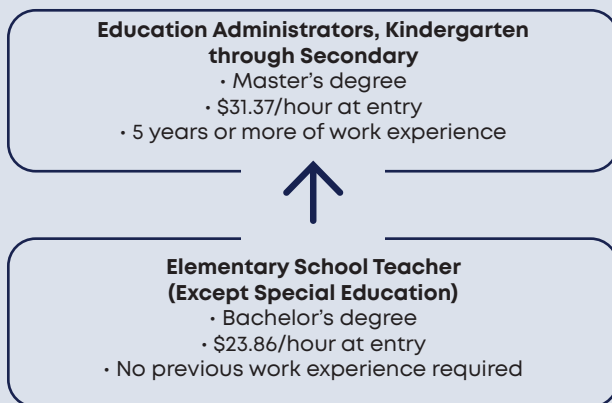 Education Administrators, Kindergarten
through Secondary
· Master’s degree
· $31.37/hour at entry
· 5 years or more of work experience
Elementary School Teacher
(Except Special Education)
· Bachelor’s degree
· $23.86/hour at entry
· No previous work experience required